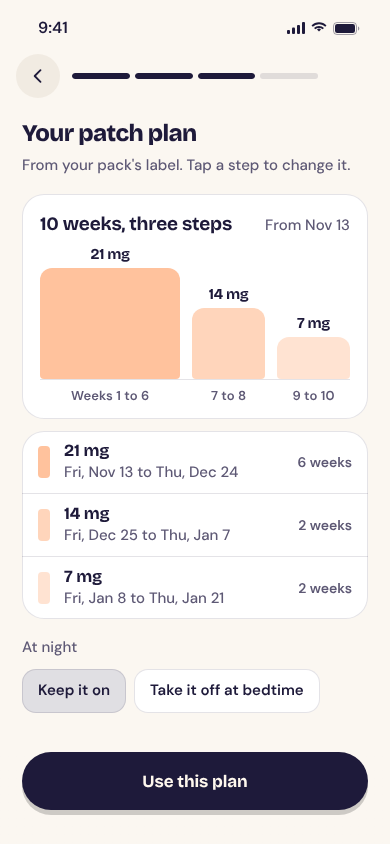 9:41
Your patch plan
From your pack's label. Tap a step to change it.
10 weeks, three steps
From Nov 13
21 mg
14 mg
7 mg
Weeks 1 to 6
7 to 8
9 to 10
21 mg
Fri, Nov 13 to Thu, Dec 24
6 weeks
14 mg
Fri, Dec 25 to Thu, Jan 7
2 weeks
7 mg
Fri, Jan 8 to Thu, Jan 21
2 weeks
At night
Keep it on
Take it off at bedtime
Use this plan